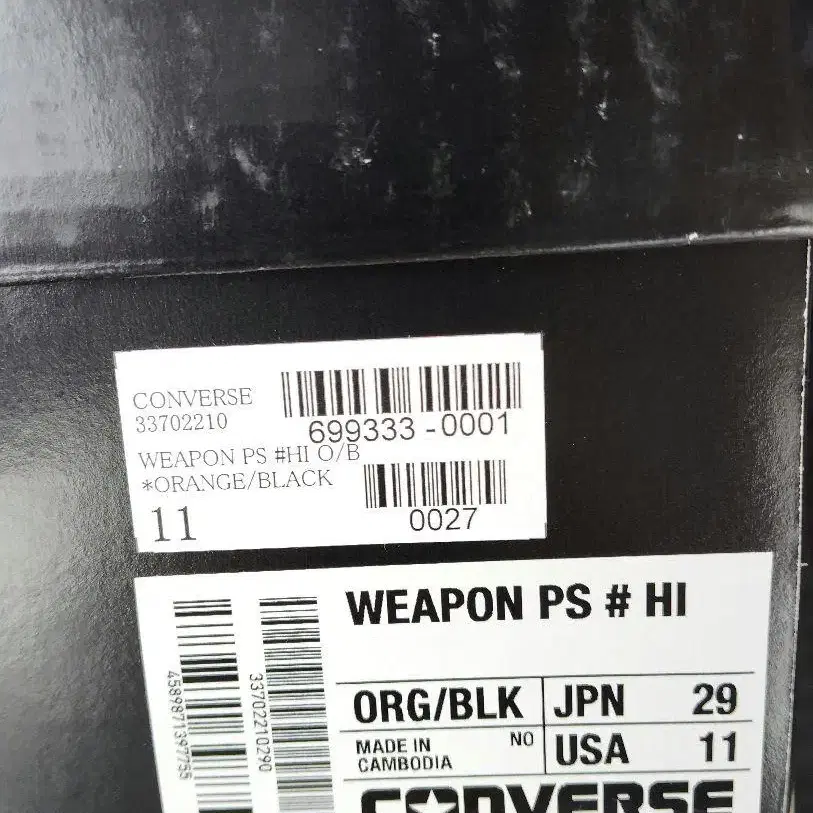 CONVERSE
33702210
699333-0001
WEAPON PS #HI O/B
*ORANGE/BLACK
11
0027
WEAPON PS # HI
ORG/BLK
JPN 29
MADE IN CAMBODIA
NO
USA 11
CONVERSE
4589871397755
33702210290